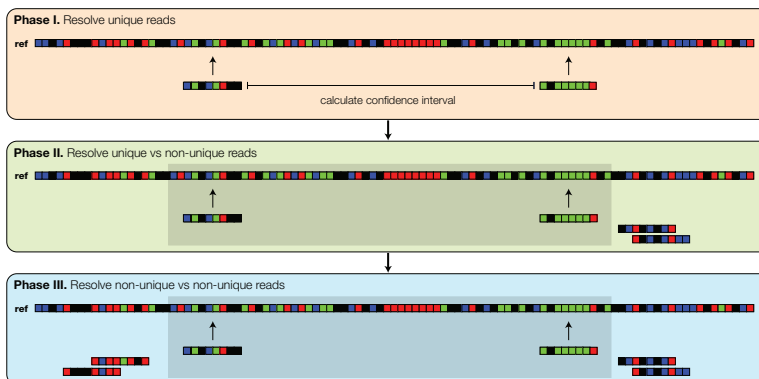 Phase I. Resolve unique reads
ref
calculate confidence interval
Phase II. Resolve unique vs non-unique reads
ref
Phase III. Resolve non-unique vs non-unique reads
ref